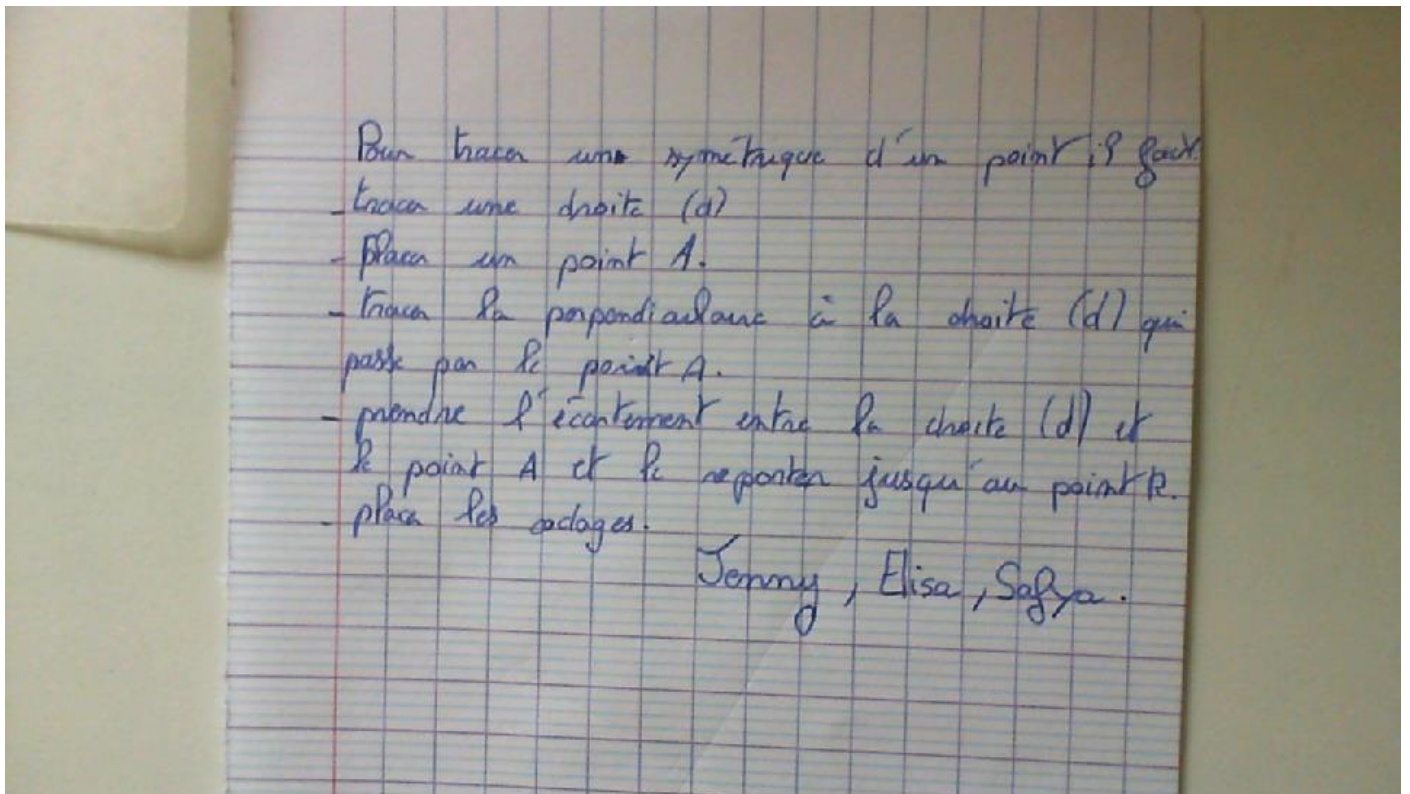 Pour tracer une symétrique d'un point, il faut.
- tracer une droite (d)
- placer un point A.
- tracer la perpendiculaire à la droite (d) qui
passe par le point A.
- prendre l'écartement entre la droite (d) et
le point A et le reporter jusqu'au point R.
- placer les codages.
Jenny, Elisa, Safya.